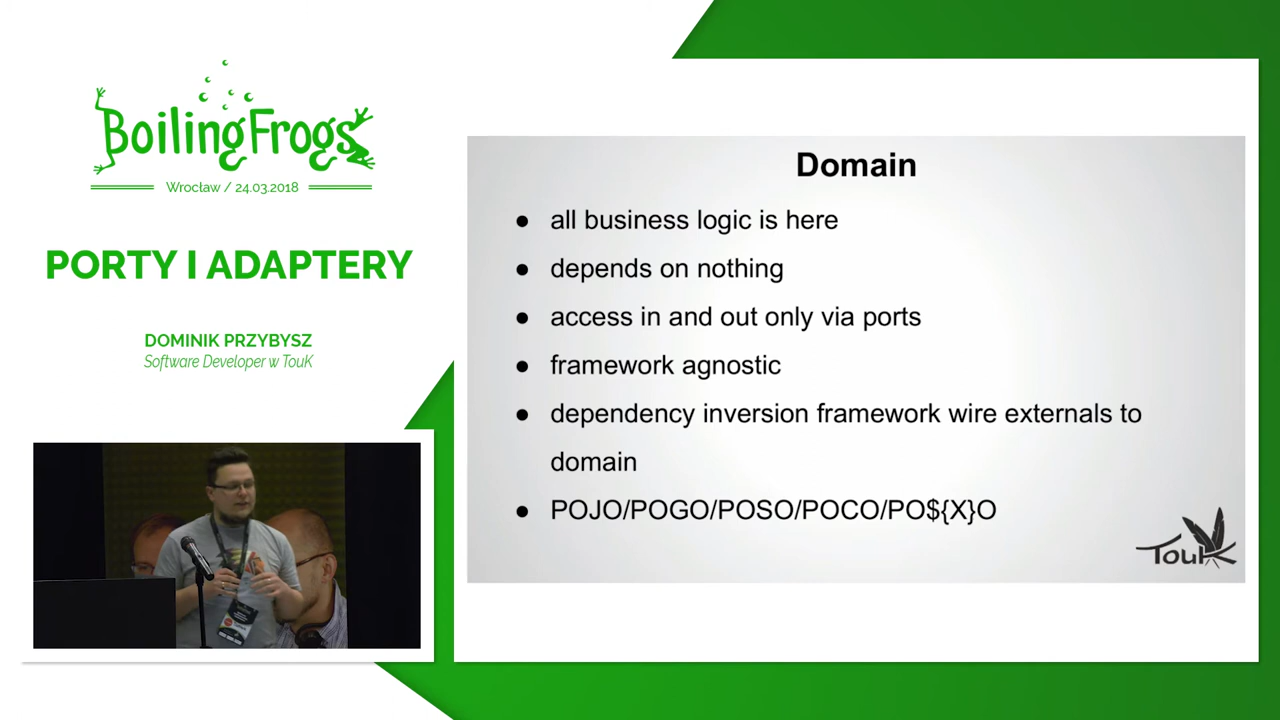 BoilingFrogs
Wrocław / 24.03.2018
PORTY I ADAPTERY
DOMINIK PRZYBYSZ
Software Developer w TouK
Domain
● all business logic is here
● depends on nothing
● access in and out only via ports
● framework agnostic
● dependency inversion framework wire externals to
domain
● POJO/POGO/POSO/POCO/PO${X}O
TouK